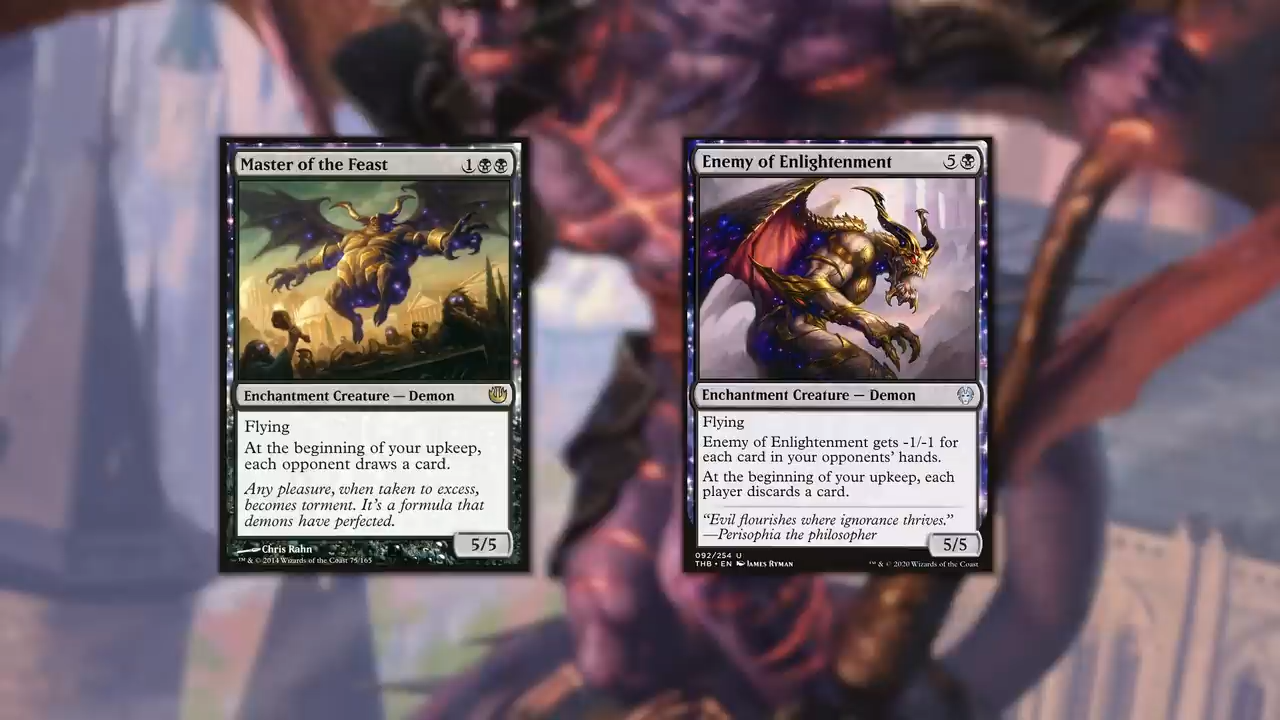 Master of the Feast 1
Enchantment Creature — Demon
Flying
At the beginning of your upkeep,
each opponent draws a card.
Any pleasure, when taken to excess,
becomes torment. It's a formula that
demons have perfected.
5/5
Chris Rahn
™ & © 2014 Wizards of the Coast 75/165
Enemy of Enlightenment 5
Enchantment Creature — Demon
Flying
Enemy of Enlightenment gets -1/-1 for
each card in your opponents' hands.
At the beginning of your upkeep, each
player discards a card.
“Evil flourishes where ignorance thrives.”
—Perisophia the philosopher
5/5
092/254 U
THB • EN James Ryman
™ & © 2020 Wizards of the Coast